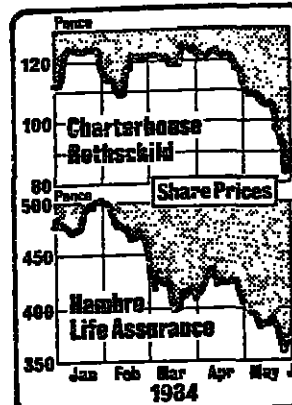 Pence
120
100
Charterhouse
Rothschild
80
Pence
Share Prices
500
450
400
Hambro
Life Assurance
350
Jan Feb Mar Apr May J
1984